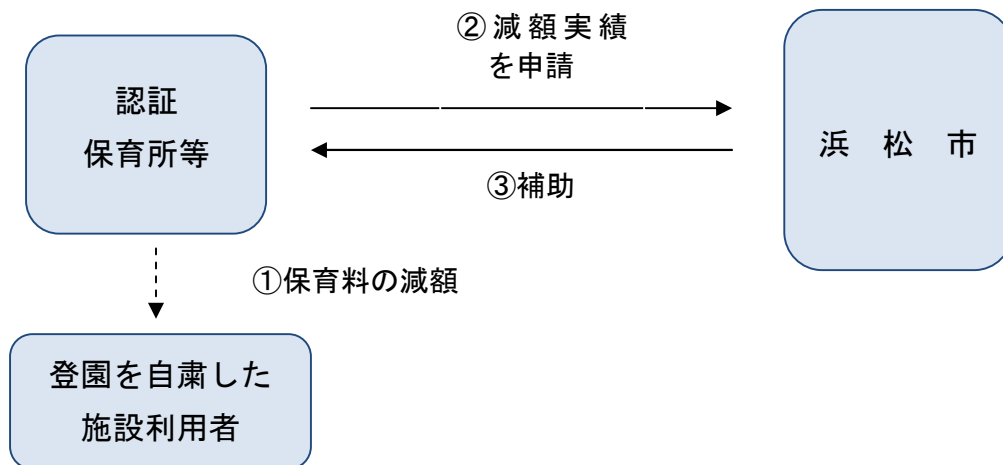 ②減額実績
を申請
認証
保育所等
浜 松 市
③補助
①保育料の減額
登園を自粛した
施設利用者